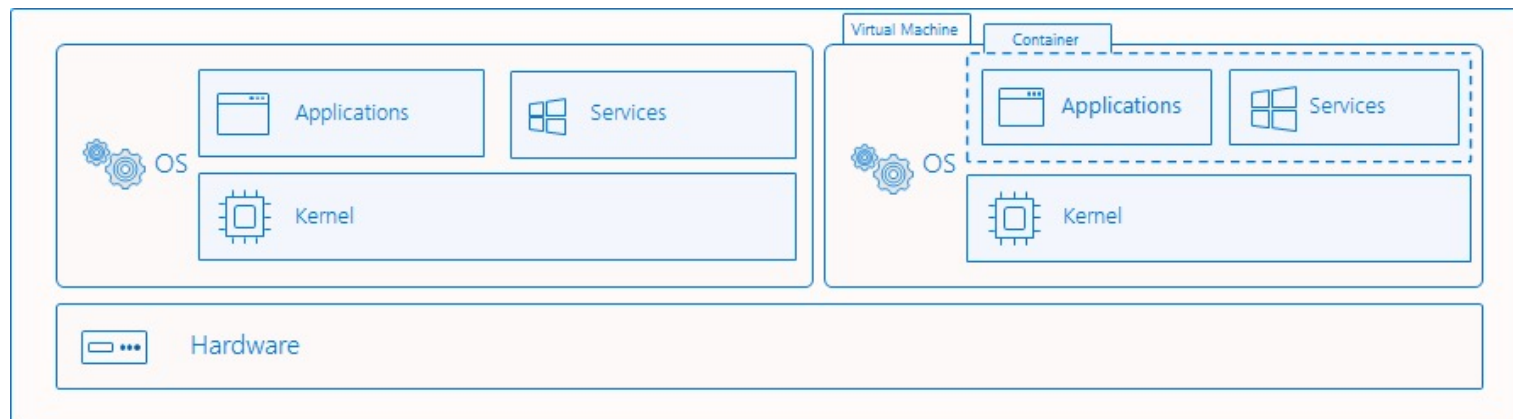 Virtual Machine
Container
Applications
Services
OS
Kernel
Applications
Services
OS
Kernel
Hardware